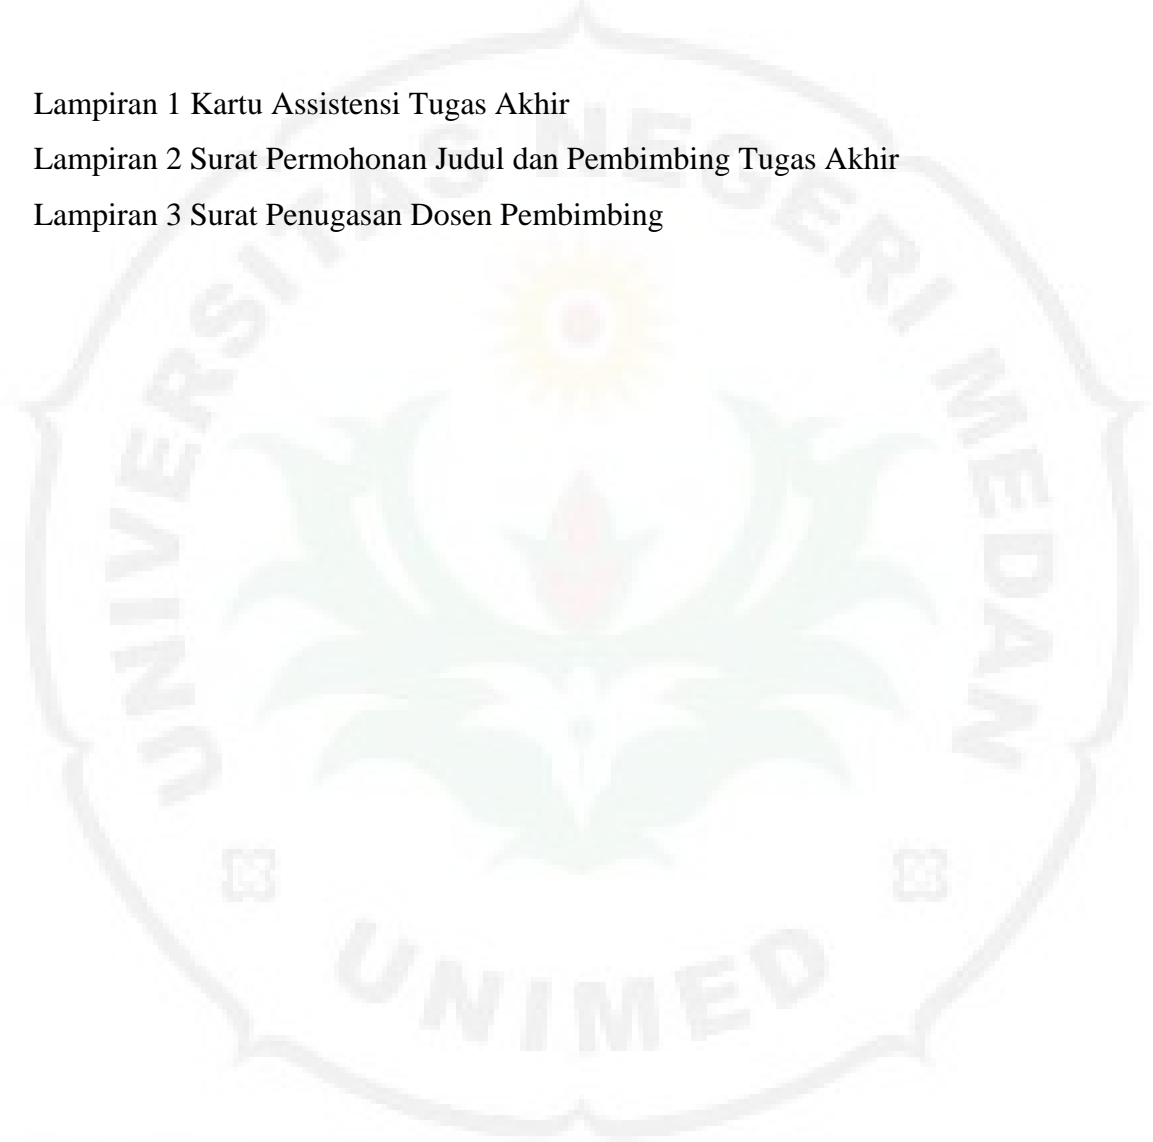 Lampiran 1 Kartu Assistensi Tugas Akhir
Lampiran 2 Surat Permohonan Judul dan Pembimbing Tugas Akhir
Lampiran 3 Surat Penugasan Dosen Pembimbing
UNIVERSITAS NEGERI MEDAN
UNIMED